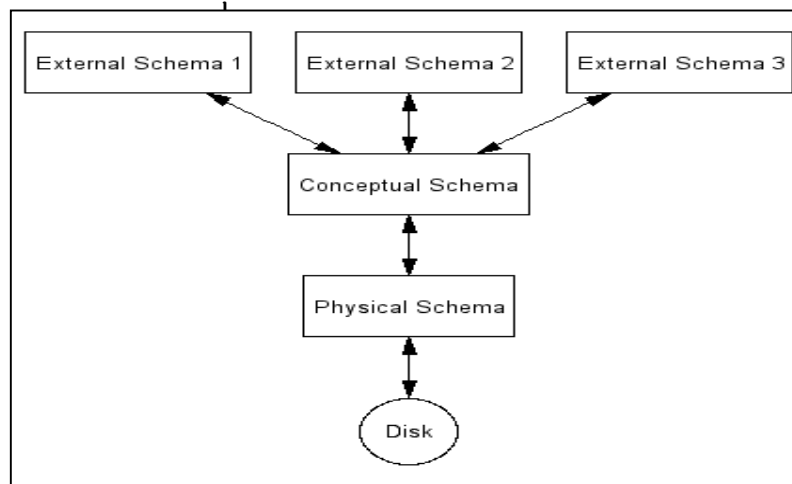 External Schema 1
External Schema 2
External Schema 3
Conceptual Schema
Physical Schema
Disk